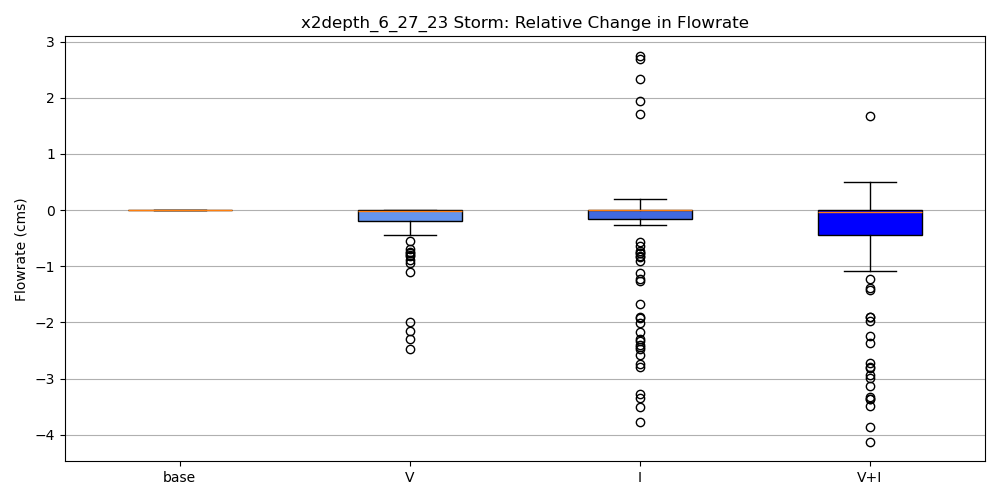 x2depth_6_27_23 Storm: Relative Change in Flowrate
Flowrate (cms)
3
2
1
0
−1
−2
−3
−4
base
V
I
V+I